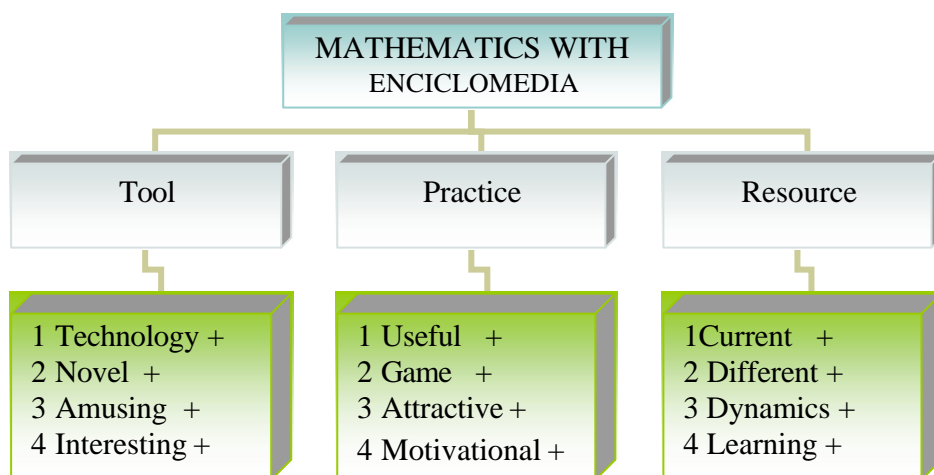 MATHEMATICS WITH
ENCICLOMEDIA
Tool
Practice
Resource
1 Technology +
2 Novel +
3 Amusing +
4 Interesting +
1 Useful +
2 Game +
3 Attractive +
4 Motivational +
1Current +
2 Different +
3 Dynamics +
4 Learning +